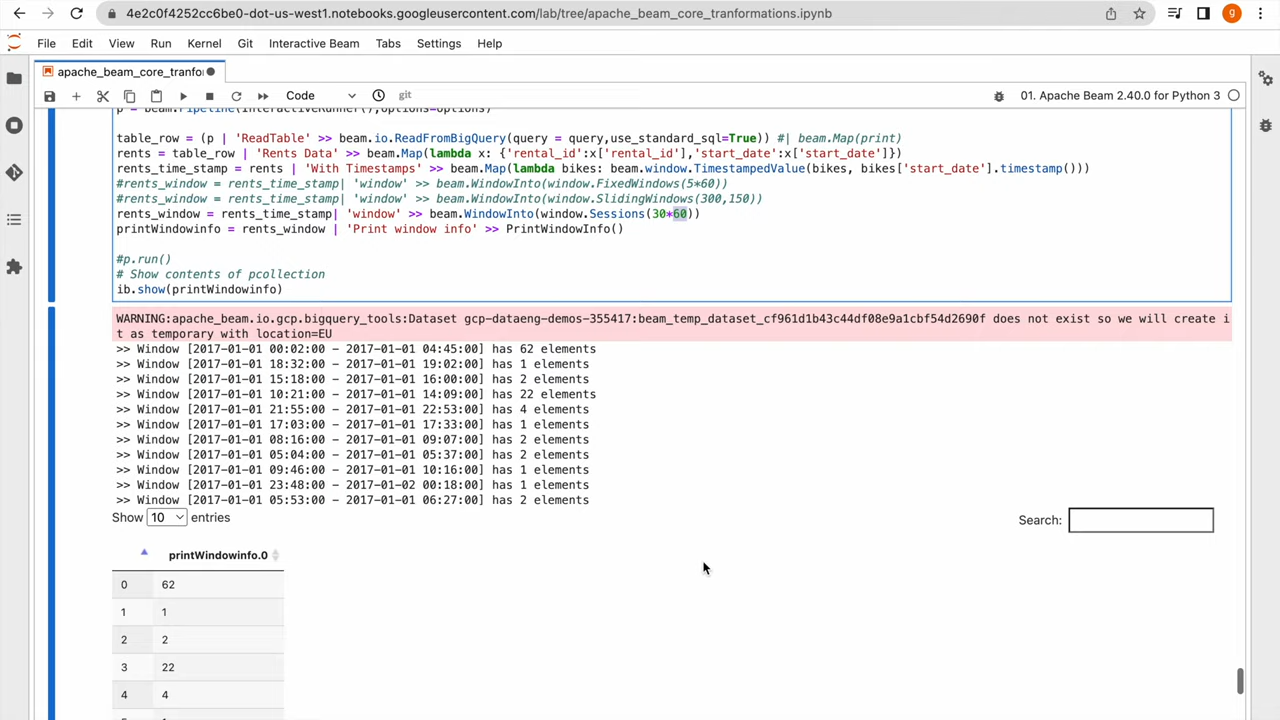 4e2c0f4252cc6be0-dot-us-west1.notebooks.googleusercontent.com/lab/tree/apache_beam_core_tranformations.ipynb
g
File Edit View Run Kernel Git Interactive Beam Tabs Settings Help
apache_beam_core_tranfo
Code git 01. Apache Beam 2.40.0 for Python 3
p = beam.Pipeline(InteractiveRunner(),options=options)
table_row = (p | 'ReadTable' >> beam.io.ReadFromBigQuery(query = query,use_standard_sql=True)) #| beam.Map(print)
rents = table_row | 'Rents Data' >> beam.Map(lambda x: {'rental_id':x['rental_id'],'start_date':x['start_date']})
rents_time_stamp = rents | 'With Timestamps' >> beam.Map(lambda bikes: beam.window.TimestampedValue(bikes, bikes['start_date'].timestamp()))
#rents_window = rents_time_stamp| 'window' >> beam.WindowInto(window.FixedWindows(5*60))
#rents_window = rents_time_stamp| 'window' >> beam.WindowInto(window.SlidingWindows(300,150))
rents_window = rents_time_stamp| 'window' >> beam.WindowInto(window.Sessions(30*60))
printWindowinfo = rents_window | 'Print window info' >> PrintWindowInfo()
#p.run()
# Show contents of pcollection
ib.show(printWindowinfo)
WARNING:apache_beam.io.gcp.bigquery_tools:Dataset gcp-dataeng-demos-355417:beam_temp_dataset_cf961d1b43c44df08e9a1cbf54d2690f does not exist so we will create i
t as temporary with location=EU
>> Window [2017-01-01 00:02:00 - 2017-01-01 04:45:00] has 62 elements
>> Window [2017-01-01 18:32:00 - 2017-01-01 19:02:00] has 1 elements
>> Window [2017-01-01 15:18:00 - 2017-01-01 16:00:00] has 2 elements
>> Window [2017-01-01 10:21:00 - 2017-01-01 14:09:00] has 22 elements
>> Window [2017-01-01 21:55:00 - 2017-01-01 22:53:00] has 4 elements
>> Window [2017-01-01 17:03:00 - 2017-01-01 17:33:00] has 1 elements
>> Window [2017-01-01 08:16:00 - 2017-01-01 09:07:00] has 2 elements
>> Window [2017-01-01 05:04:00 - 2017-01-01 05:37:00] has 2 elements
>> Window [2017-01-01 09:46:00 - 2017-01-01 10:16:00] has 1 elements
>> Window [2017-01-01 23:48:00 - 2017-01-02 00:18:00] has 1 elements
>> Window [2017-01-01 05:53:00 - 2017-01-01 06:27:00] has 2 elements
Show 10 entries Search:
printWindowinfo.0
0 62
1 1
2 2
3 22
4 4